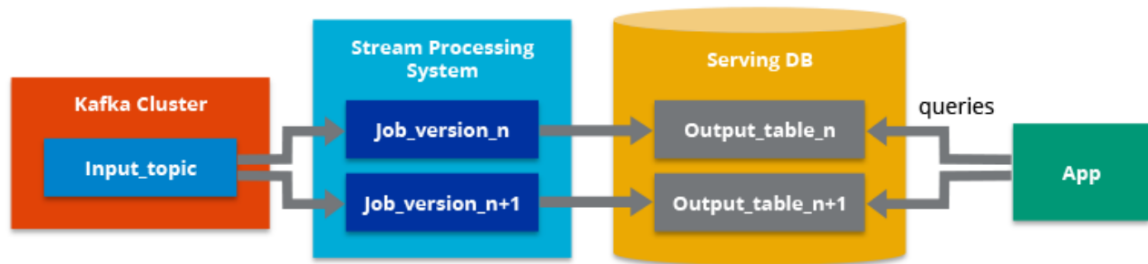 Kafka Cluster
Input_topic
Stream Processing
System
Job_version_n
Job_version_n+1
Serving DB
Output_table_n
Output_table_n+1
queries
App